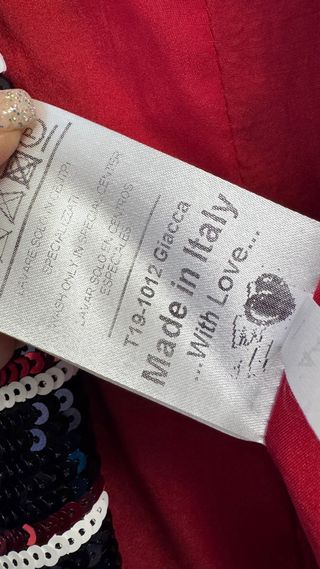 LAVARE SOLO IN CENTRI
SPECIALIZZATI
WASH ONLY IN SPECIAL CENTER
LAVAR SOLO EN CENTROS
ESPECIALES
T19-1012 Giacca
Made in Italy
...With Love...